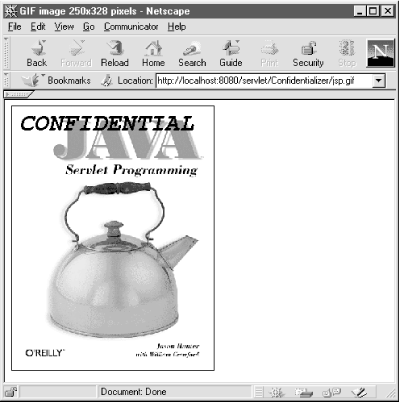 GIF image 250x328 pixels - Netscape
File Edit View Go Communicator Help
Back Forward Reload Home Search Guide Print Security Stop
N
Bookmarks Location: http://localhost:8080/servlet/Confidentializer/jsp.gif
CONFIDENTIAL
JAVA
Servlet Programming
O'REILLY
Jason Hunter
with William Crawford
Document: Done